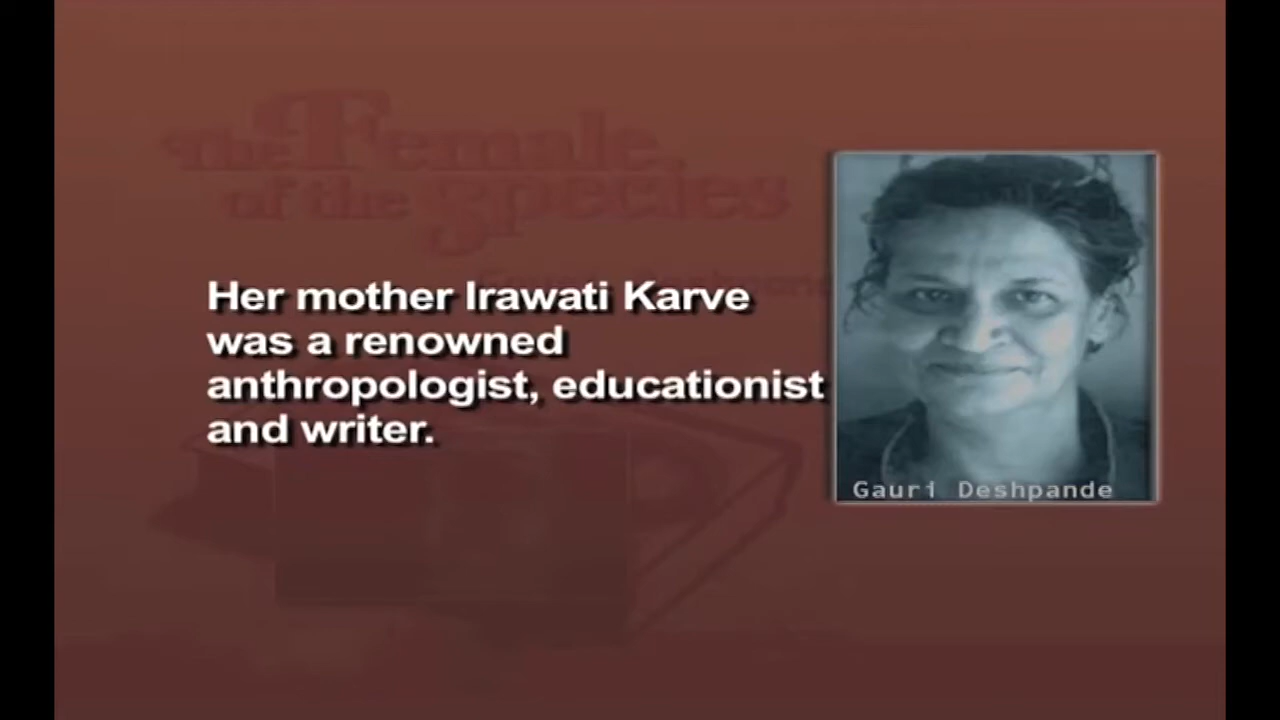 The Female
of the Species
Her mother Irawati Karve
was a renowned
anthropologist, educationist
and writer.
Gauri Deshpande